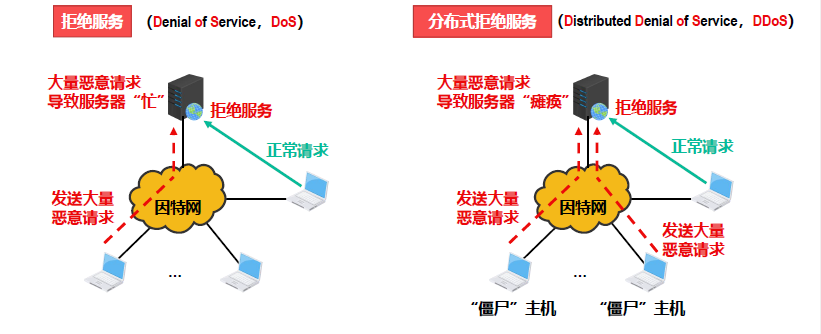 拒绝服务 （Denial of Service，DoS）
大量恶意请求
导致服务器“忙”
拒绝服务
正常请求
发送大量
恶意请求
因特网
...
分布式拒绝服务 （Distributed Denial of Service，DDoS）
大量恶意请求
导致服务器“瘫痪”
拒绝服务
正常请求
发送大量
恶意请求
因特网
发送大量
恶意请求
...
“僵尸”主机
“僵尸”主机